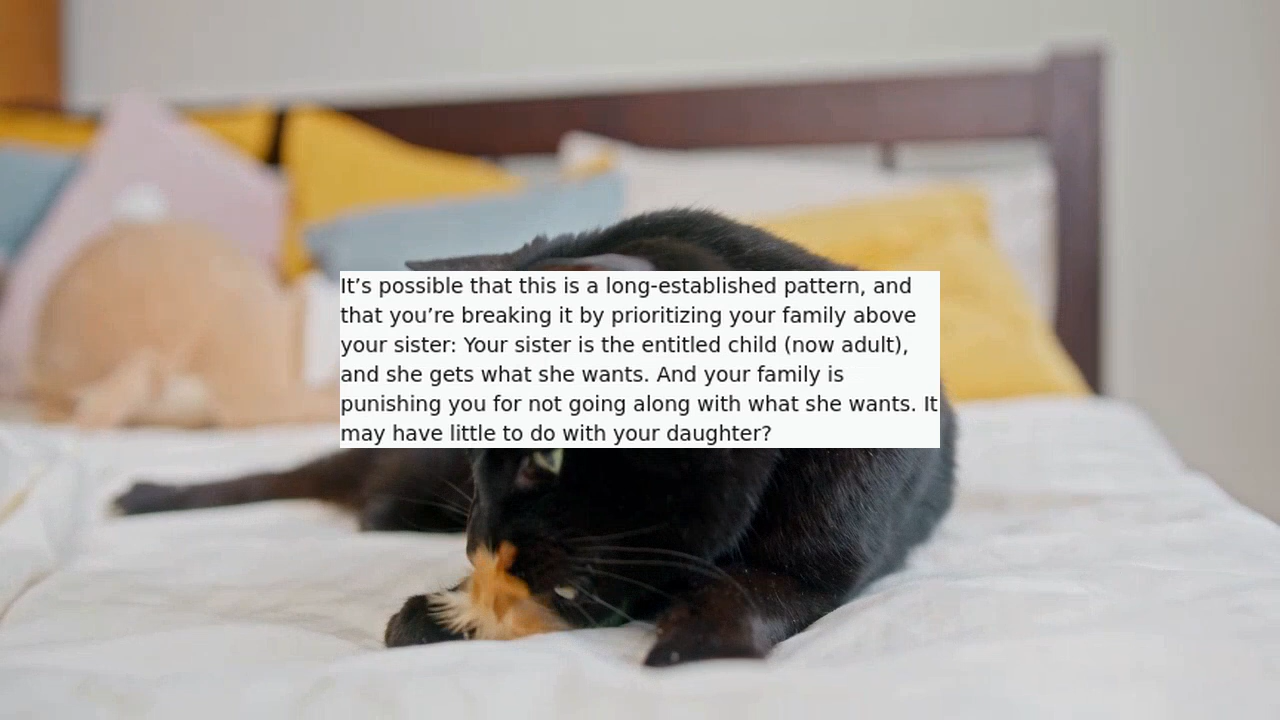 It’s possible that this is a long-established pattern, and
that you’re breaking it by prioritizing your family above
your sister: Your sister is the entitled child (now adult),
and she gets what she wants. And your family is
punishing you for not going along with what she wants. It
may have little to do with your daughter?